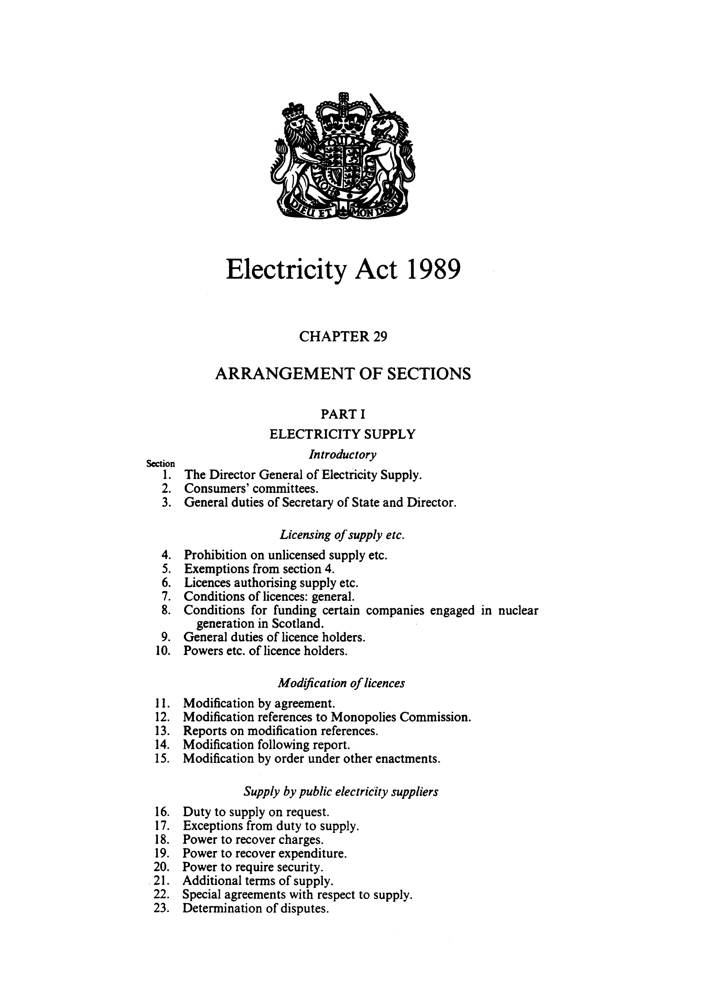 QUI
HONI
PENSE
DIEU ET MON DROIT
Electricity Act 1989
CHAPTER 29
ARRANGEMENT OF SECTIONS
PART I
ELECTRICITY SUPPLY
Introductory
Section
1. The Director General of Electricity Supply.
2. Consumers' committees.
3. General duties of Secretary of State and Director.
Licensing of supply etc.
4. Prohibition on unlicensed supply etc.
5. Exemptions from section 4.
6. Licences authorising supply etc.
7. Conditions of licences: general.
8. Conditions for funding certain companies engaged in nuclear
generation in Scotland.
9. General duties of licence holders.
10. Powers etc. of licence holders.
Modification of licences
11. Modification by agreement.
12. Modification references to Monopolies Commission.
13. Reports on modification references.
14. Modification following report.
15. Modification by order under other enactments.
Supply by public electricity suppliers
16. Duty to supply on request.
17. Exceptions from duty to supply.
18. Power to recover charges.
19. Power to recover expenditure.
20. Power to require security.
21. Additional terms of supply.
22. Special agreements with respect to supply.
23. Determination of disputes.